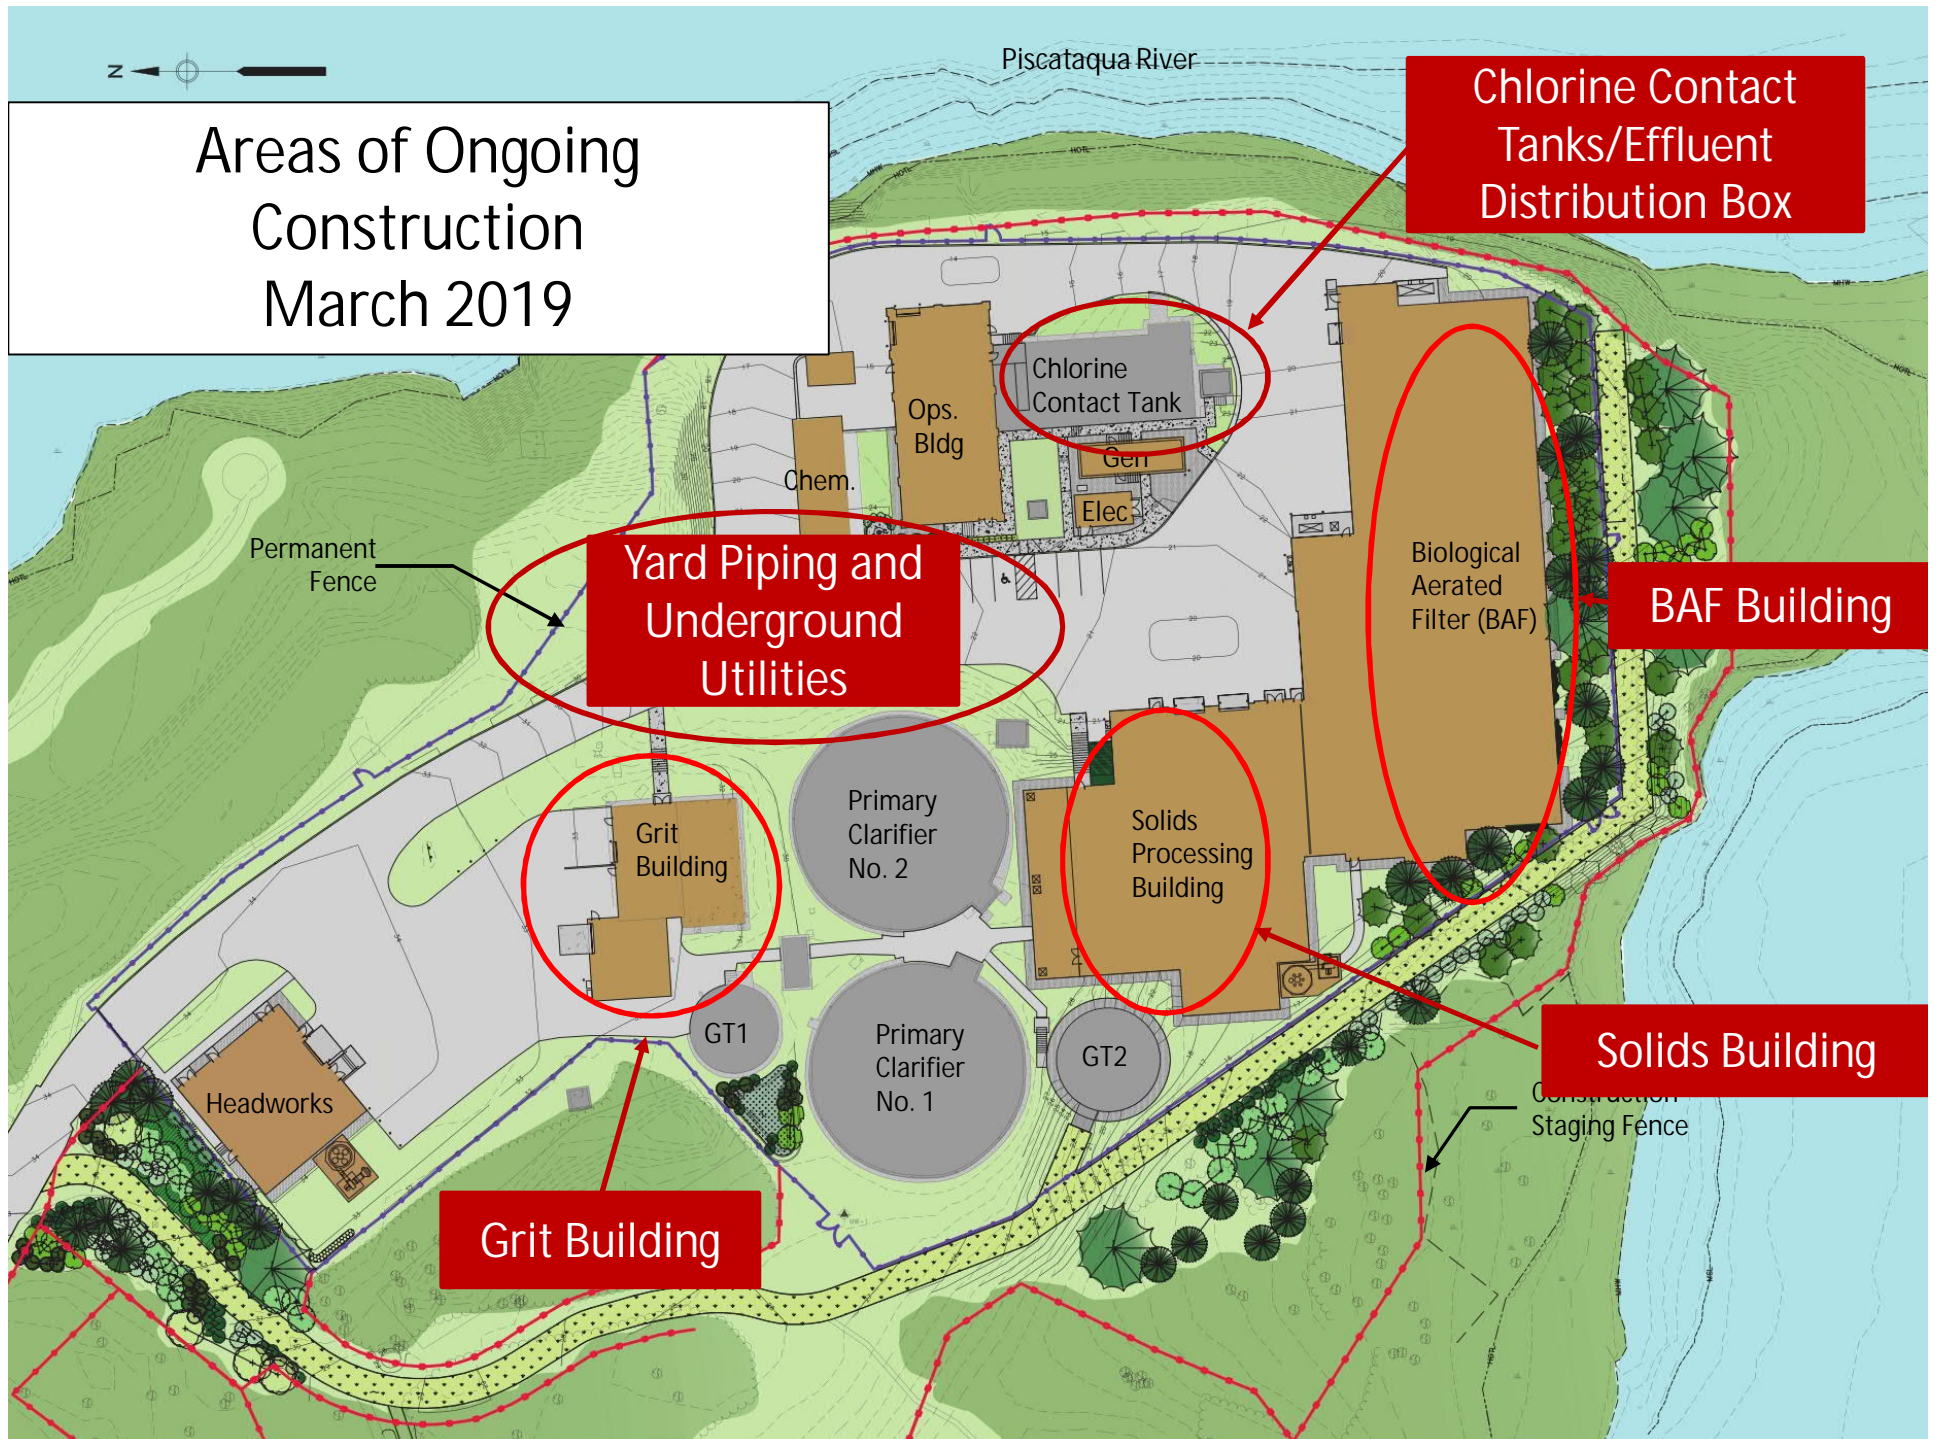 N
Piscataqua River
Areas of Ongoing
Construction
March 2019
Chlorine Contact
Tanks/Effluent
Distribution Box
Chlorine
Contact Tank
Ops.
Bldg
Chem.
Gen
Elec
Permanent
Fence
Yard Piping and
Underground
Utilities
Biological
Aerated
Filter (BAF)
BAF Building
Grit
Building
Primary
Clarifier
No. 2
Solids
Processing
Building
GT1
Primary
Clarifier
No. 1
GT2
Solids Building
Headworks
Construction
Staging Fence
Grit Building